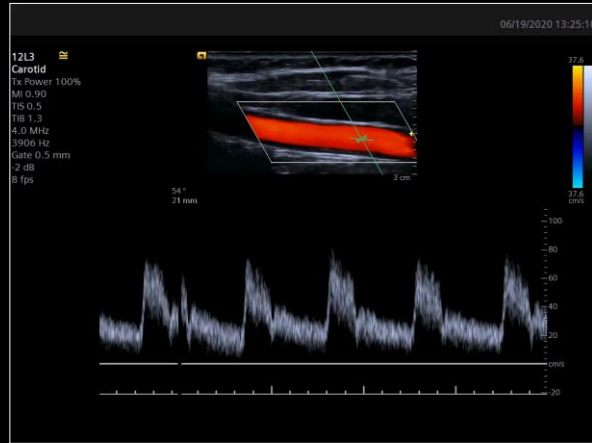 06/19/2020 13:25:10
12L3
Carotid
Tx Power 100%
MI 0.90
TIS 0.5
TIB 1.3
4.0 MHz
3906 Hz
Gate 0.5 mm
-2 dB
8 fps
37.6
37.6
cm/s
3 cm
54 °
21 mm
100
80
60
40
20
cm/s
-20